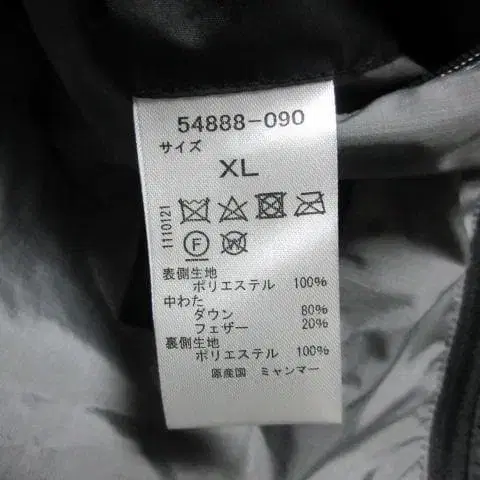 54888-090
サイズ
XL
1110121
F W
表側生地
ポリエステル 100%
中わた
ダウン 80%
フェザー 20%
裏側生地
ポリエステル 100%
原産国 ミャンマー